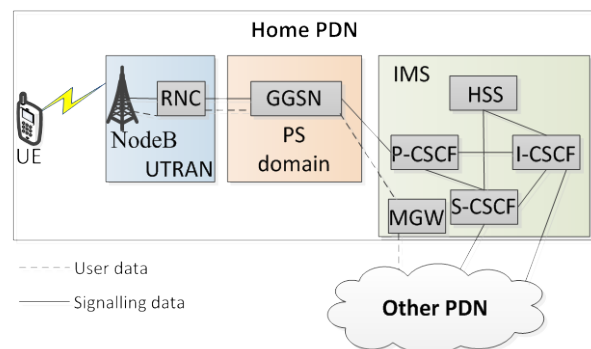 Home PDN
IMS
HSS
RNC
GGSN
UE
NodeB
PS
domain
P-CSCF
I-CSCF
UTRAN
MGW
S-CSCF
User data
Signalling data
Other PDN